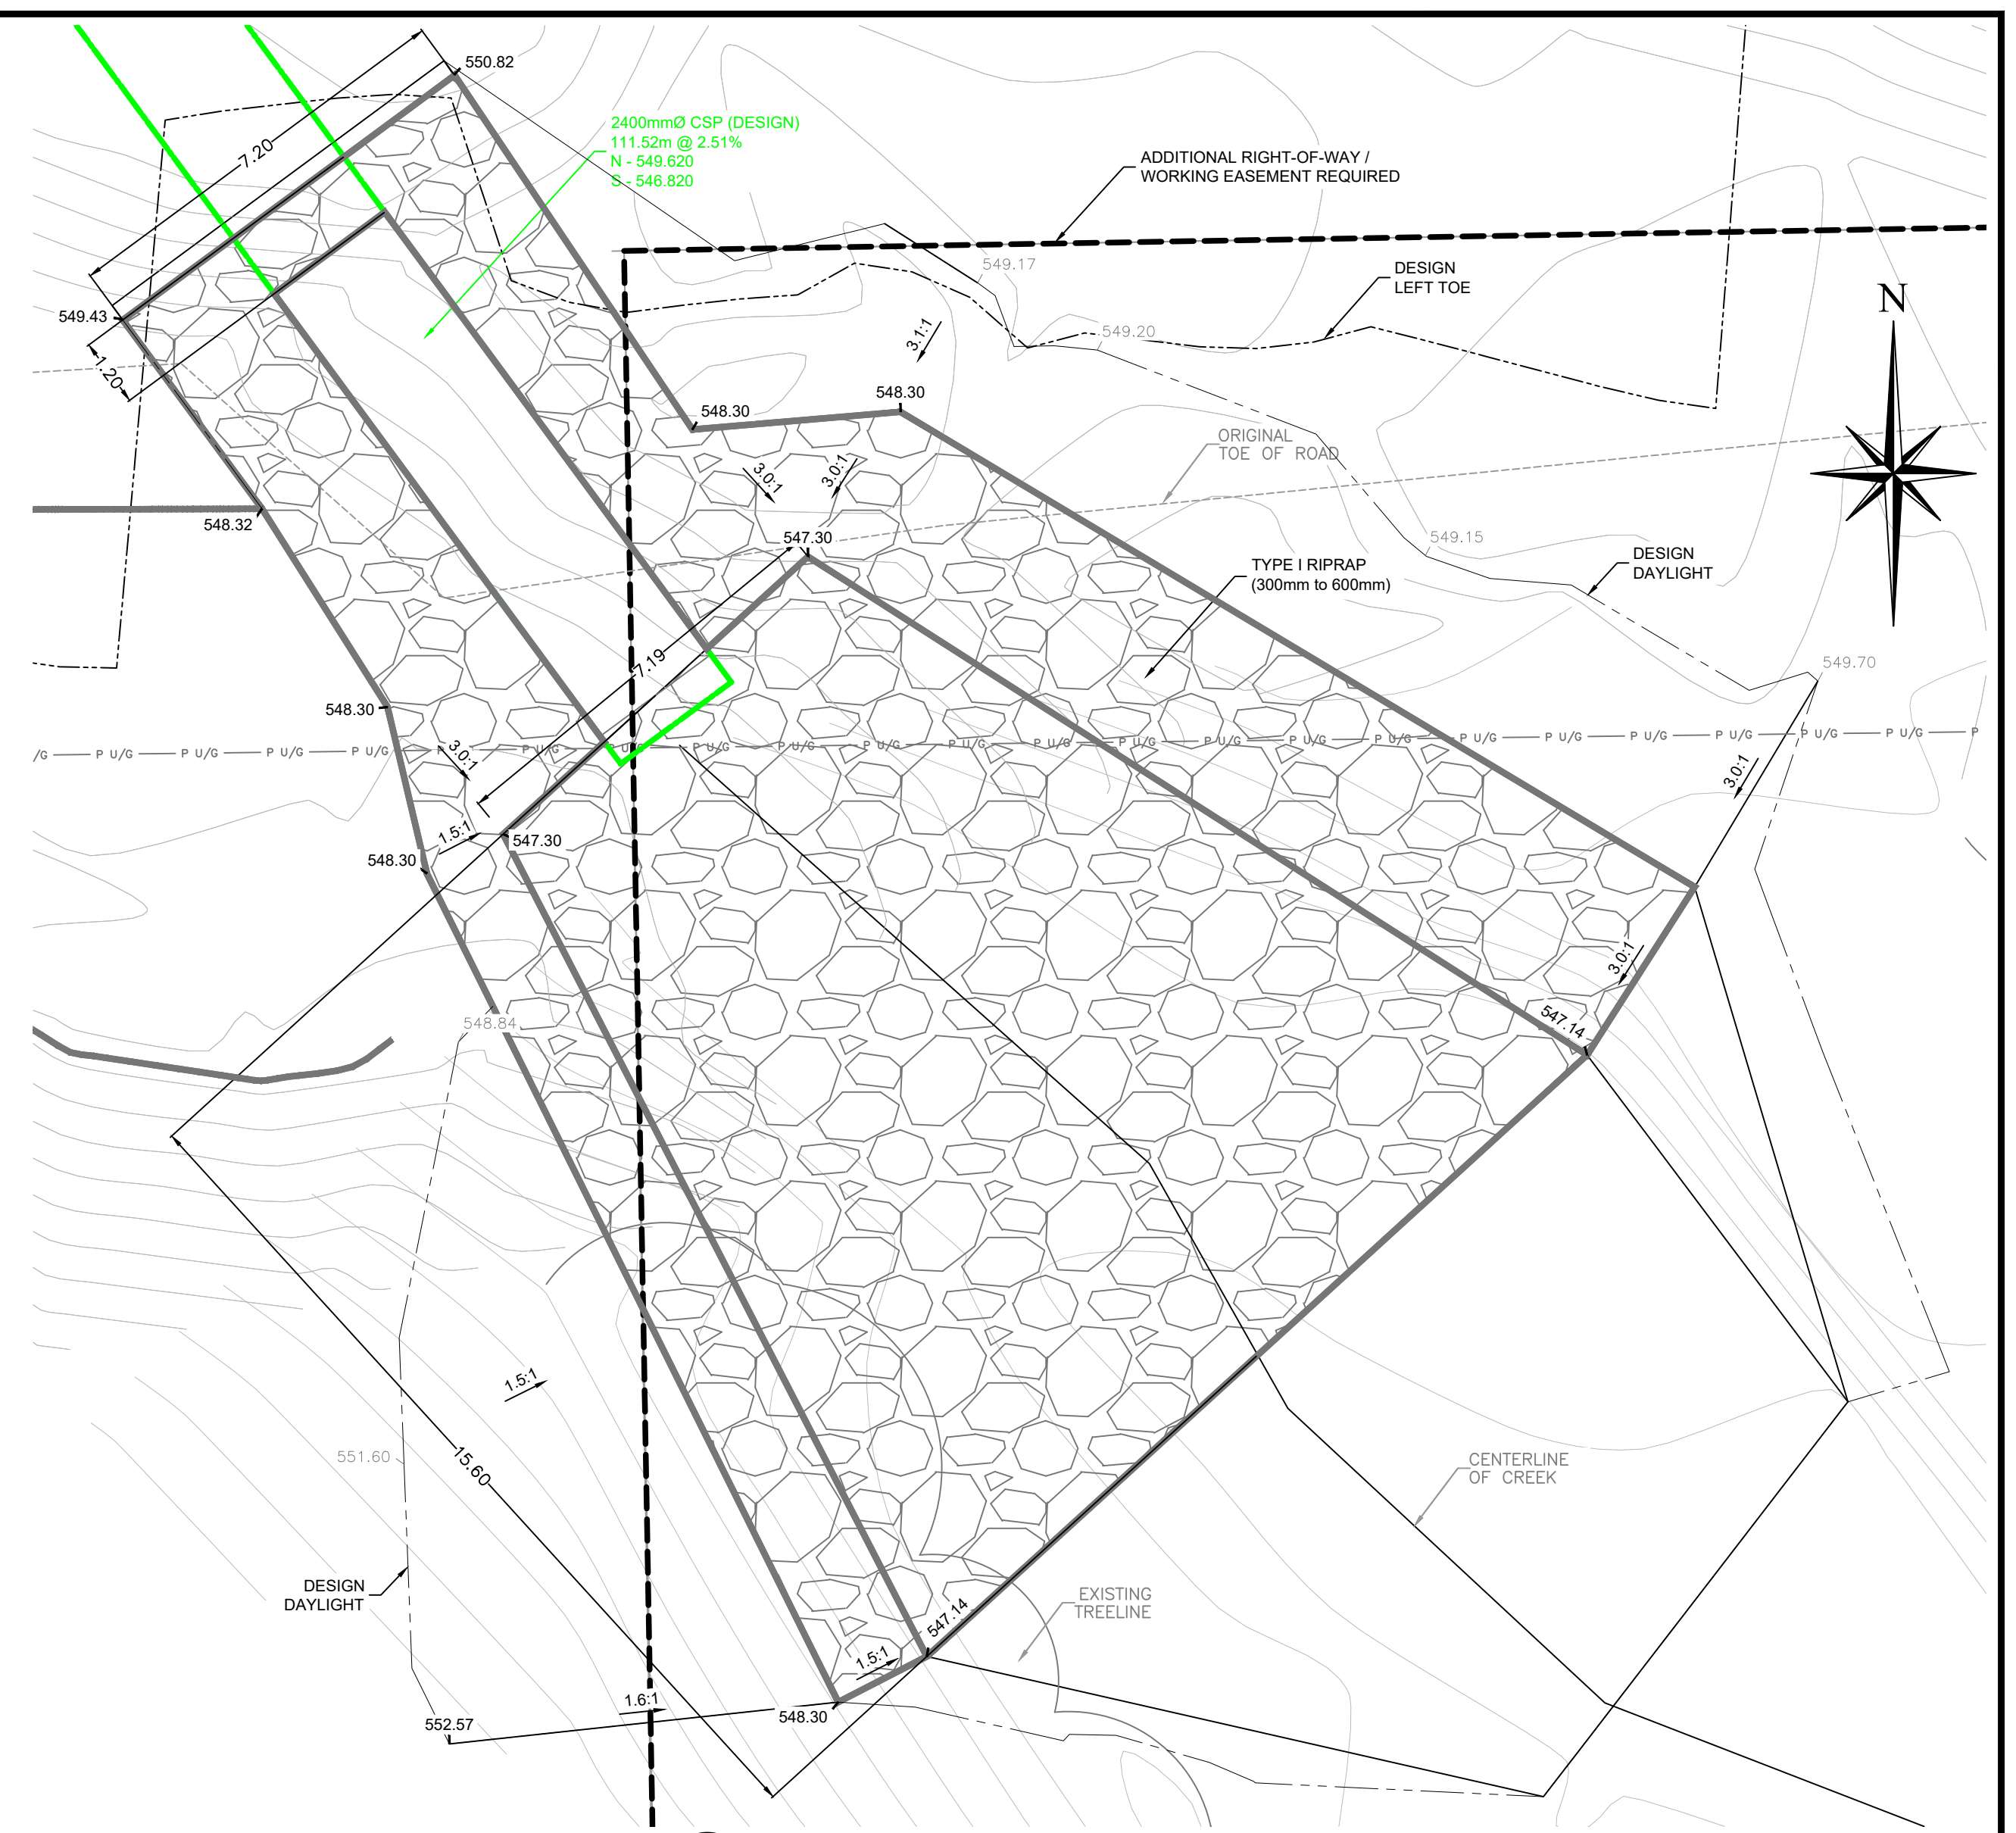 550.82
7.20
2400mmØ CSP (DESIGN)
111.52m @ 2.51%
N - 549.620
S - 546.820
ADDITIONAL RIGHT-OF-WAY /
WORKING EASEMENT REQUIRED
549.17
DESIGN
LEFT TOE
N
549.43
549.20
3.1:1
1.20
548.30
548.30
ORIGINAL
TOE OF ROAD
3.0:1
3.0:1
548.32
547.30
549.15
DESIGN
DAYLIGHT
TYPE I RIPRAP
(300mm to 600mm)
7.19
549.70
548.30
/G P U/G P U/G P U/G P U/G P U/G P U/G P U/G P U/G P U/G P U/G P U/G P U/G P U/G P U/G P U/G P U/G P U/G P U/G P U/G P U/G P U/G P U/G P
3.0:1
3.0:1
1.5:1
547.30
548.30
3.0:1
548.84
547.14
1.5:1
551.60
15.60
CENTERLINE
OF CREEK
DESIGN
DAYLIGHT
EXISTING
TREELINE
547.14
1.5:1
1.6:1
552.57
548.30